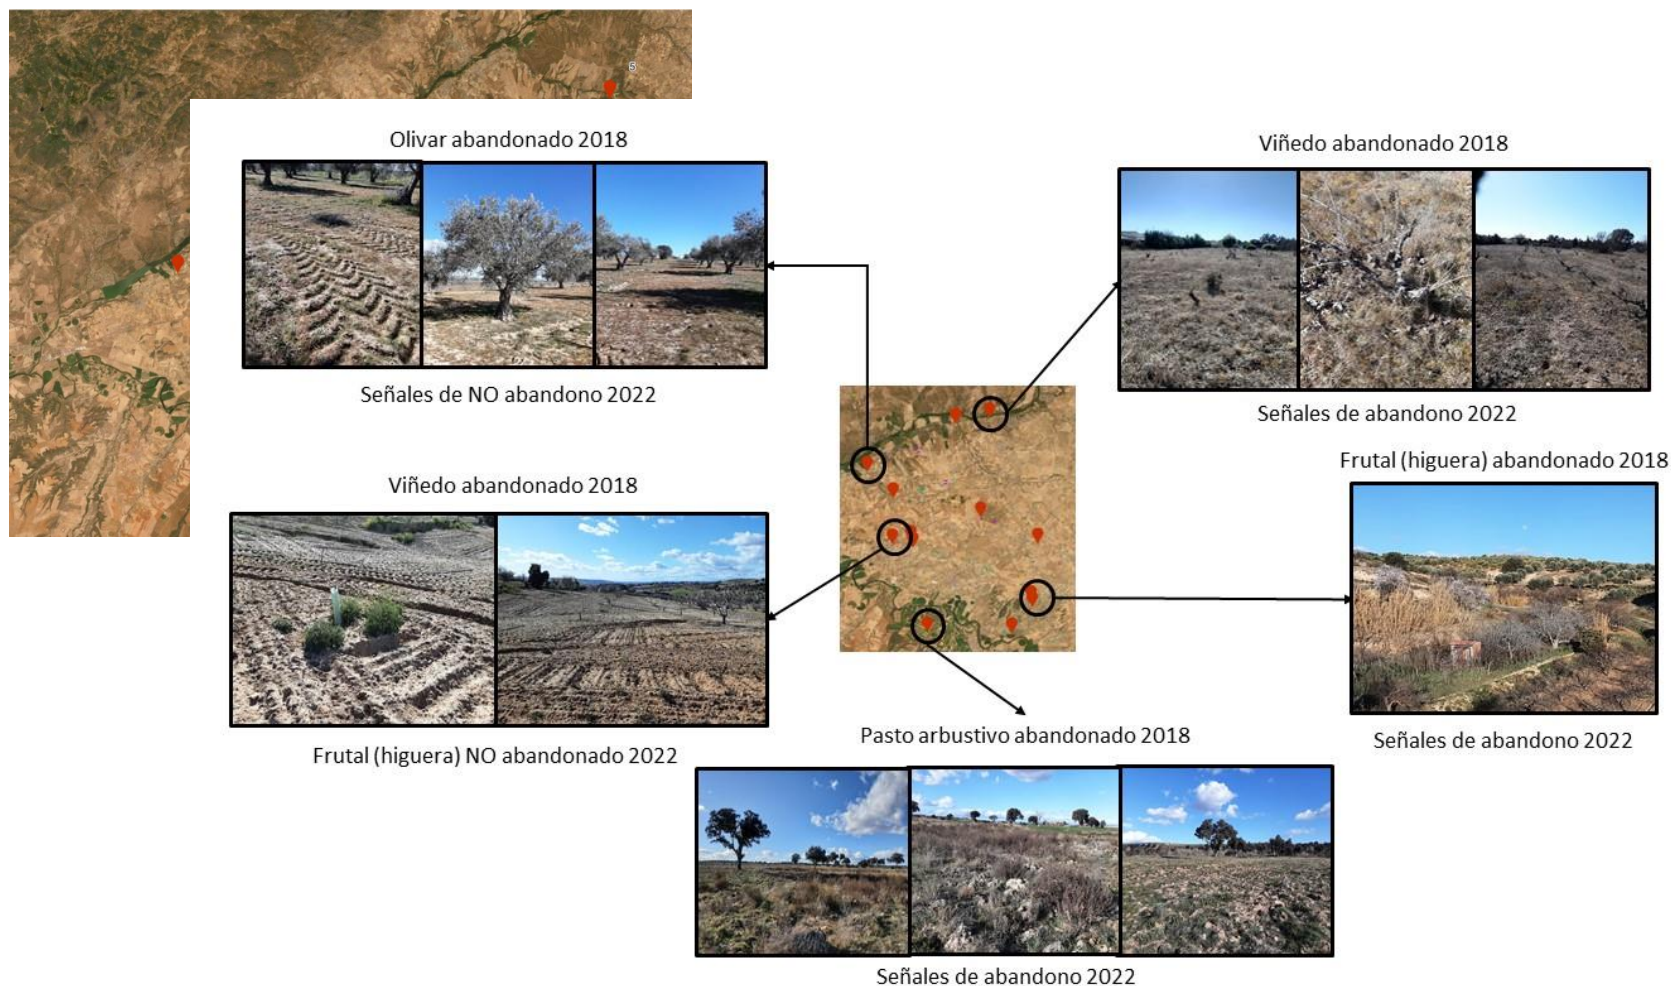 5
Olivar abandonado 2018
Viñedo abandonado 2018
Señales de NO abandono 2022
Señales de abandono 2022
Frutal (higuera) abandonado 2018
Viñedo abandonado 2018
Frutal (higuera) NO abandonado 2022
Pasto arbustivo abandonado 2018
Señales de abandono 2022
Señales de abandono 2022